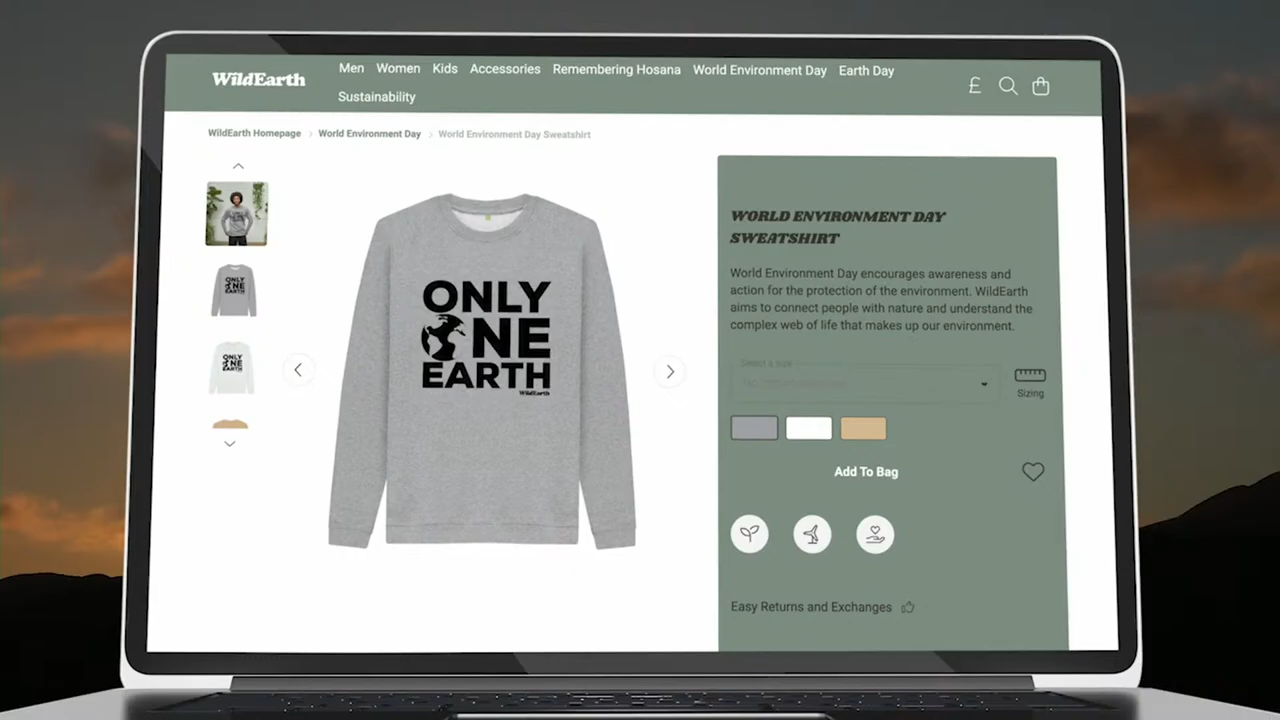 WildEarth
Men Women Kids Accessories Remembering Hosana World Environment Day Earth Day
Sustainability
£
WildEarth Homepage > World Environment Day > World Environment Day Sweatshirt
ONLY
NE
EARTH
WildEarth
WORLD ENVIRONMENT DAY
SWEATSHIRT
World Environment Day encourages awareness and
action for the protection of the environment. WildEarth
aims to connect people with nature and understand the
complex web of life that makes up our environment.
Select a size
Sizing
Add To Bag
Easy Returns and Exchanges
ONLY
NE
EARTH
ONLY
NE
EARTH